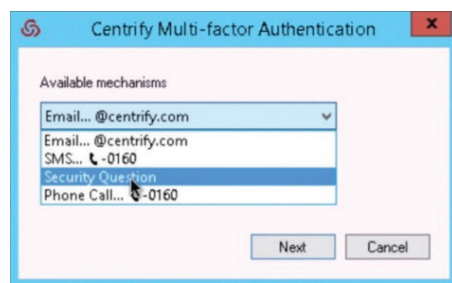 Centrify Multi-factor Authentication
x
Available mechanisms
Email... @centrify.com
Email... @centrify.com
SMS... -0160
Security Question
Phone Call... -0160
Next Cancel